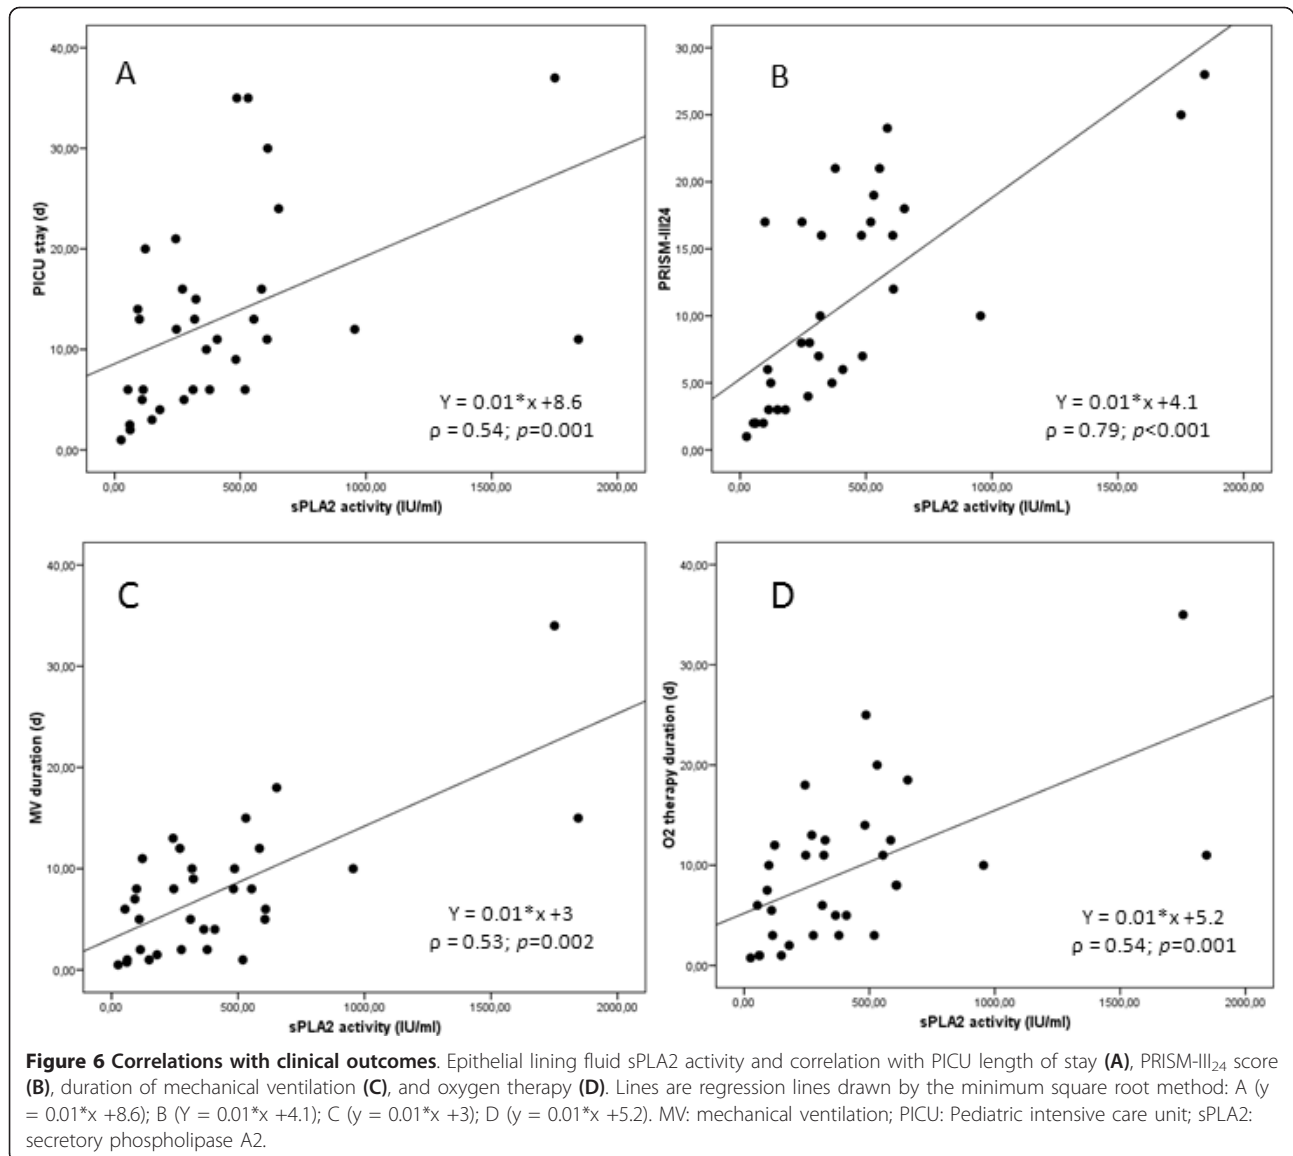 A
40,00
30,00
20,00
10,00
0,00
PICU stay (d)
Y = 0.01*x +8.6
ρ = 0.54; p=0.001
0,00 500,00 1000,00 1500,00 2000,00
sPLA2 activity (IU/ml)
B
30,00
25,00
20,00
15,00
10,00
5,00
0,00
PRISM-III24
Y = 0.01*x +4.1
ρ = 0.79; p<0.001
0,00 500,00 1000,00 1500,00 2000,00
sPLA2 activity (IU/mL)
C
40,00
30,00
20,00
10,00
0,00
MV duration (d)
Y = 0.01*x +3
ρ = 0.53; p=0.002
0,00 500,00 1000,00 1500,00 2000,00
sPLA2 activity (IU/ml)
D
40,00
30,00
20,00
10,00
0,00
O2 therapy duration (d)
Y = 0.01*x +5.2
ρ = 0.54; p=0.001
0,00 500,00 1000,00 1500,00 2000,00
sPLA2 activity (IU/ml)
Figure 6 Correlations with clinical outcomes. Epithelial lining fluid sPLA2 activity and correlation with PICU length of stay (A), PRISM-III₂₄ score
(B), duration of mechanical ventilation (C), and oxygen therapy (D). Lines are regression lines drawn by the minimum square root method: A (y
= 0.01*x +8.6); B (Y = 0.01*x +4.1); C (y = 0.01*x +3); D (y = 0.01*x +5.2). MV: mechanical ventilation; PICU: Pediatric intensive care unit; sPLA2:
secretory phospholipase A2.